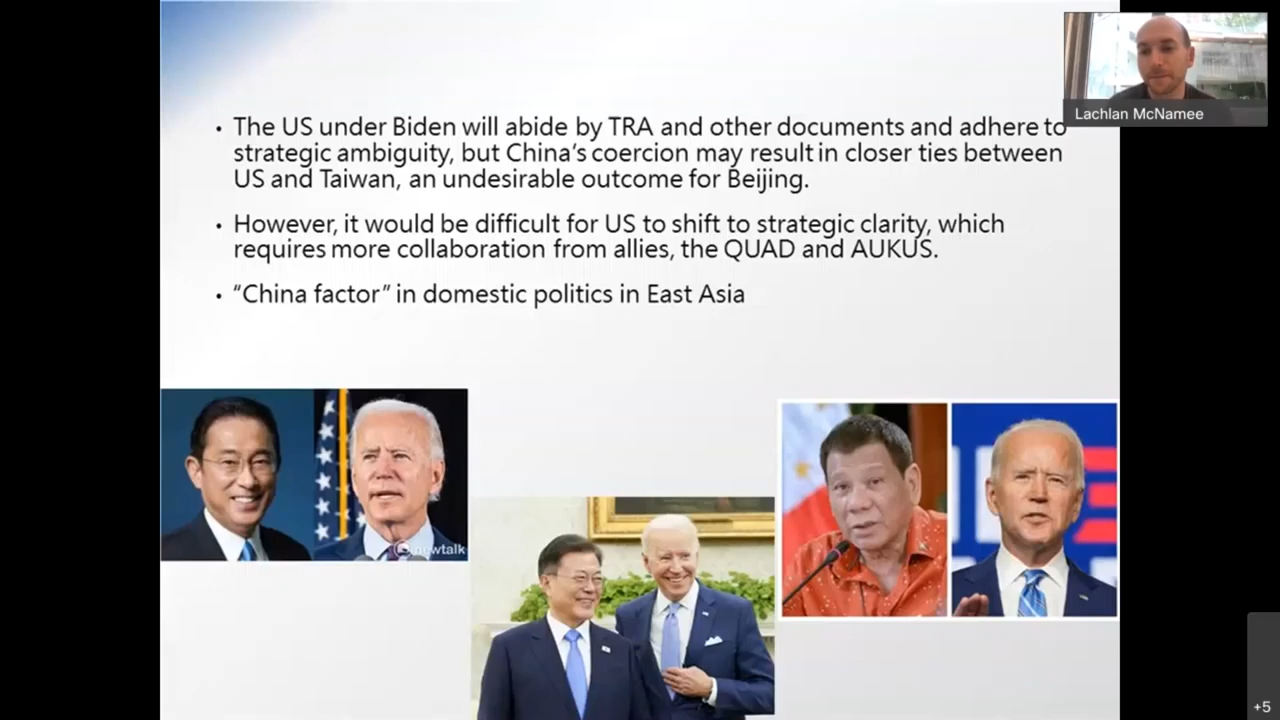 • The US under Biden will abide by TRA and other documents and adhere to
strategic ambiguity, but China's coercion may result in closer ties between
US and Taiwan, an undesirable outcome for Beijing.
• However, it would be difficult for US to shift to strategic clarity, which
requires more collaboration from allies, the QUAD and AUKUS.
• “China factor” in domestic politics in East Asia
Lachlan McNamee
newtalk
+5